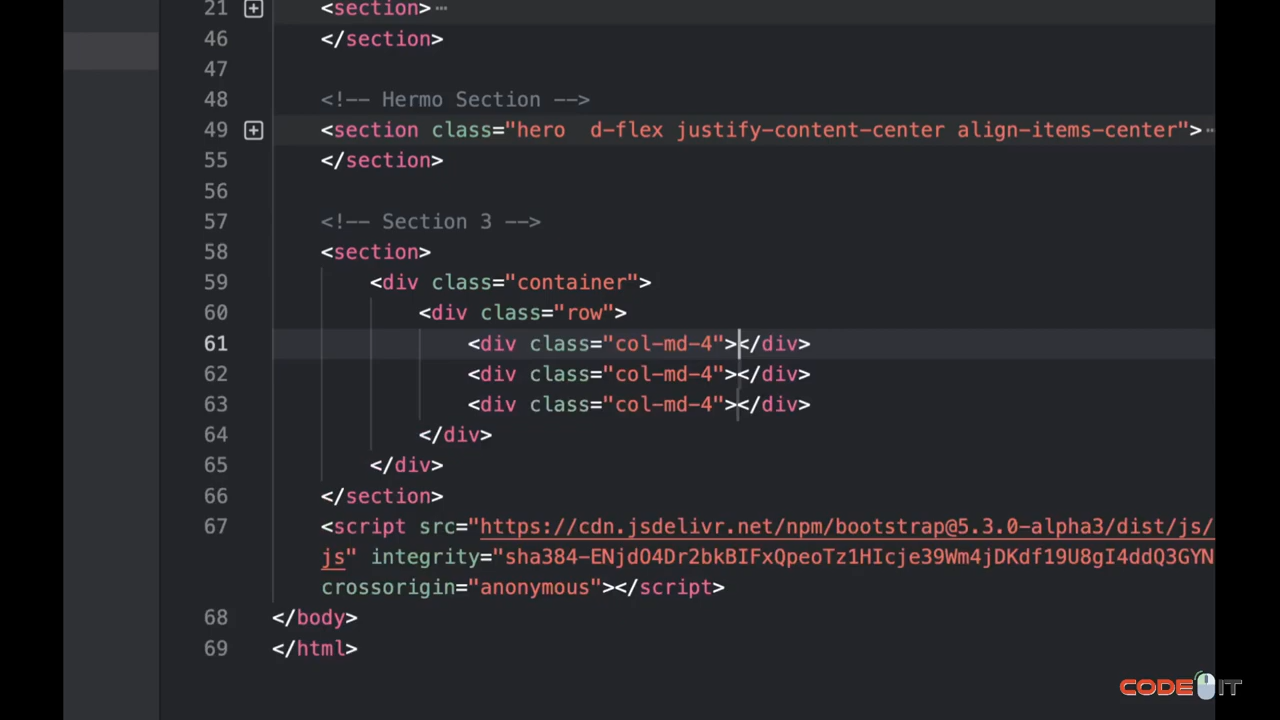 21 <section> ⋯
46 </section>
47
48 <!-- Hermo Section -->
49 <section class="hero  d-flex justify-content-center align-items-center"> ⋯
55 </section>
56
57 <!-- Section 3 -->
58 <section>
59 <div class="container">
60 <div class="row">
61 <div class="col-md-4"></div>
62 <div class="col-md-4"></div>
63 <div class="col-md-4"></div>
64 </div>
65 </div>
66 </section>
67 <script src="https://cdn.jsdelivr.net/npm/bootstrap@5.3.0-alpha3/dist/js/
js" integrity="sha384-ENjdO4Dr2bkBIFxQpeoTz1HIcje39Wm4jDKdf19U8gI4ddQ3GYN
crossorigin="anonymous"></script>
68 </body>
69 </html>
CODE IT